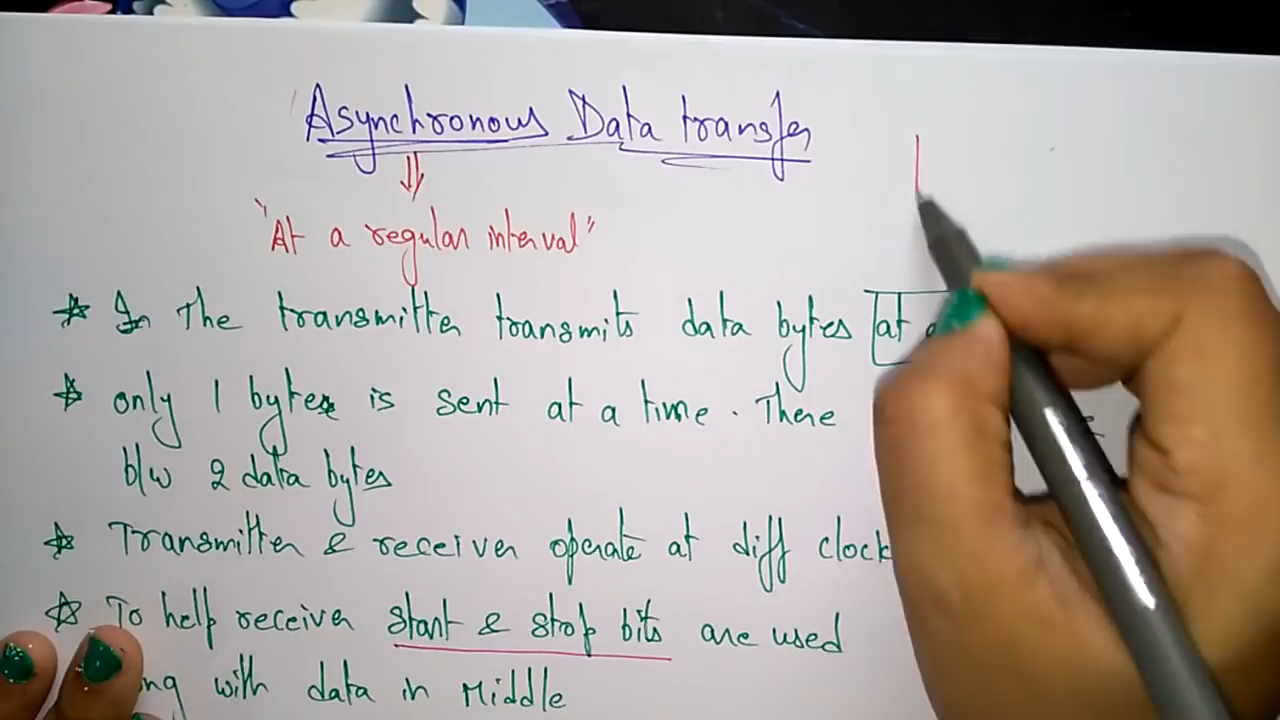 Asynchronous Data transfer
"At a regular interval"
In The transmitter transmits data bytes at
only 1 byte is sent at a time. There
b/w 2 data bytes
Transmitter & receiver operate at diff clock
To help receiver start & stop bits are used
ng with data in Middle